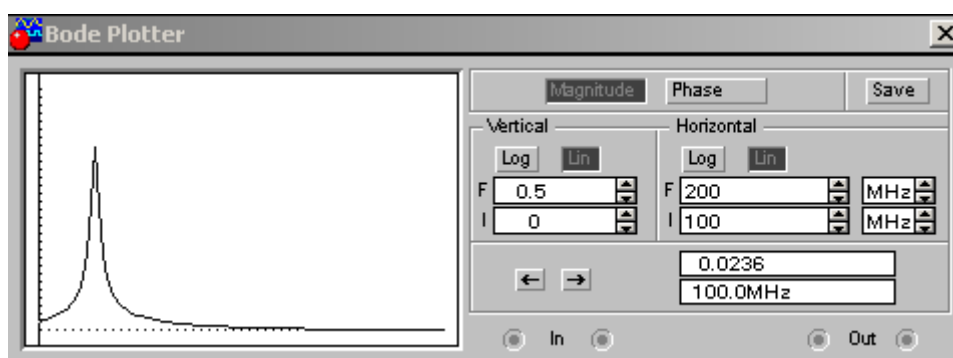 Bode Plotter
Magnitude Phase Save
Vertical Horizontal
Log Lin Log Lin
F 0.5 F 200 MHz
I 0 I 100 MHz
← → 0.0236
100.0MHz
In Out